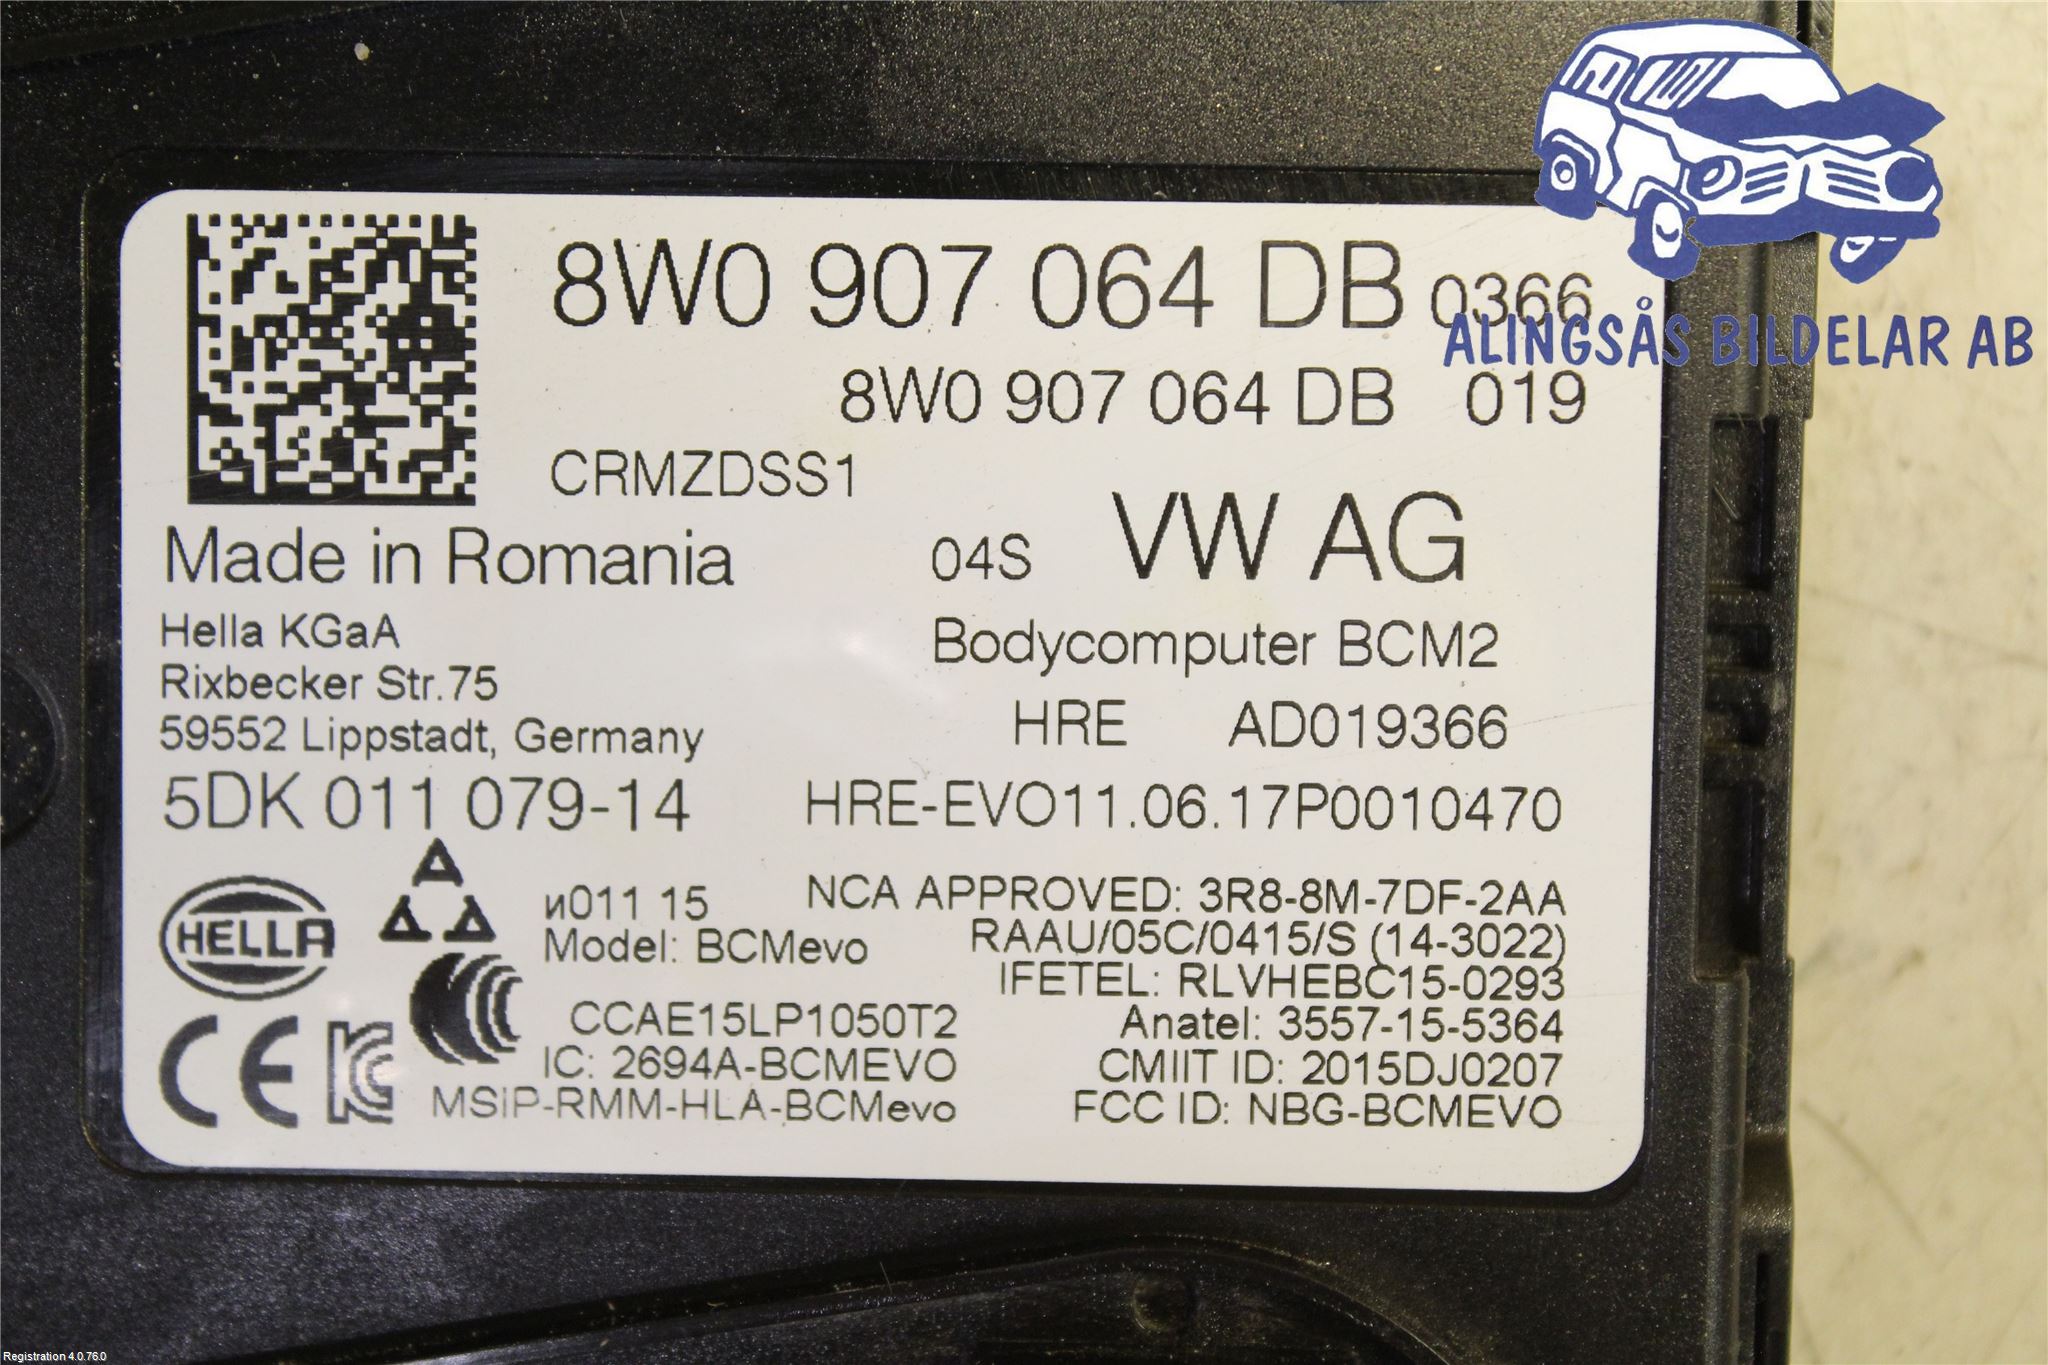 8W0 907 064 DB 0366
ALINGSÅS BILDELAR AB
8W0 907 064 DB 019
CRMZDSS1
Made in Romania
04S VW AG
Hella KGaA
Bodycomputer BCM2
Rixbecker Str.75
59552 Lippstadt, Germany
HRE AD019366
5DK 011 079-14
HRE-EVO11.06.17P0010470
HELLA
и011 15
Model: BCMevo
NCA APPROVED: 3R8-8M-7DF-2AA
RAAU/05C/0415/S (14-3022)
IFETEL: RLVHEBC15-0293
CCAE15LP1050T2
Anatel: 3557-15-5364
IC: 2694A-BCMEVO
CMIIT ID: 2015DJ0207
CE
MSiP-RMM-HLA-BCMevo
FCC ID: NBG-BCMEVO
Registration 4.0.76.0